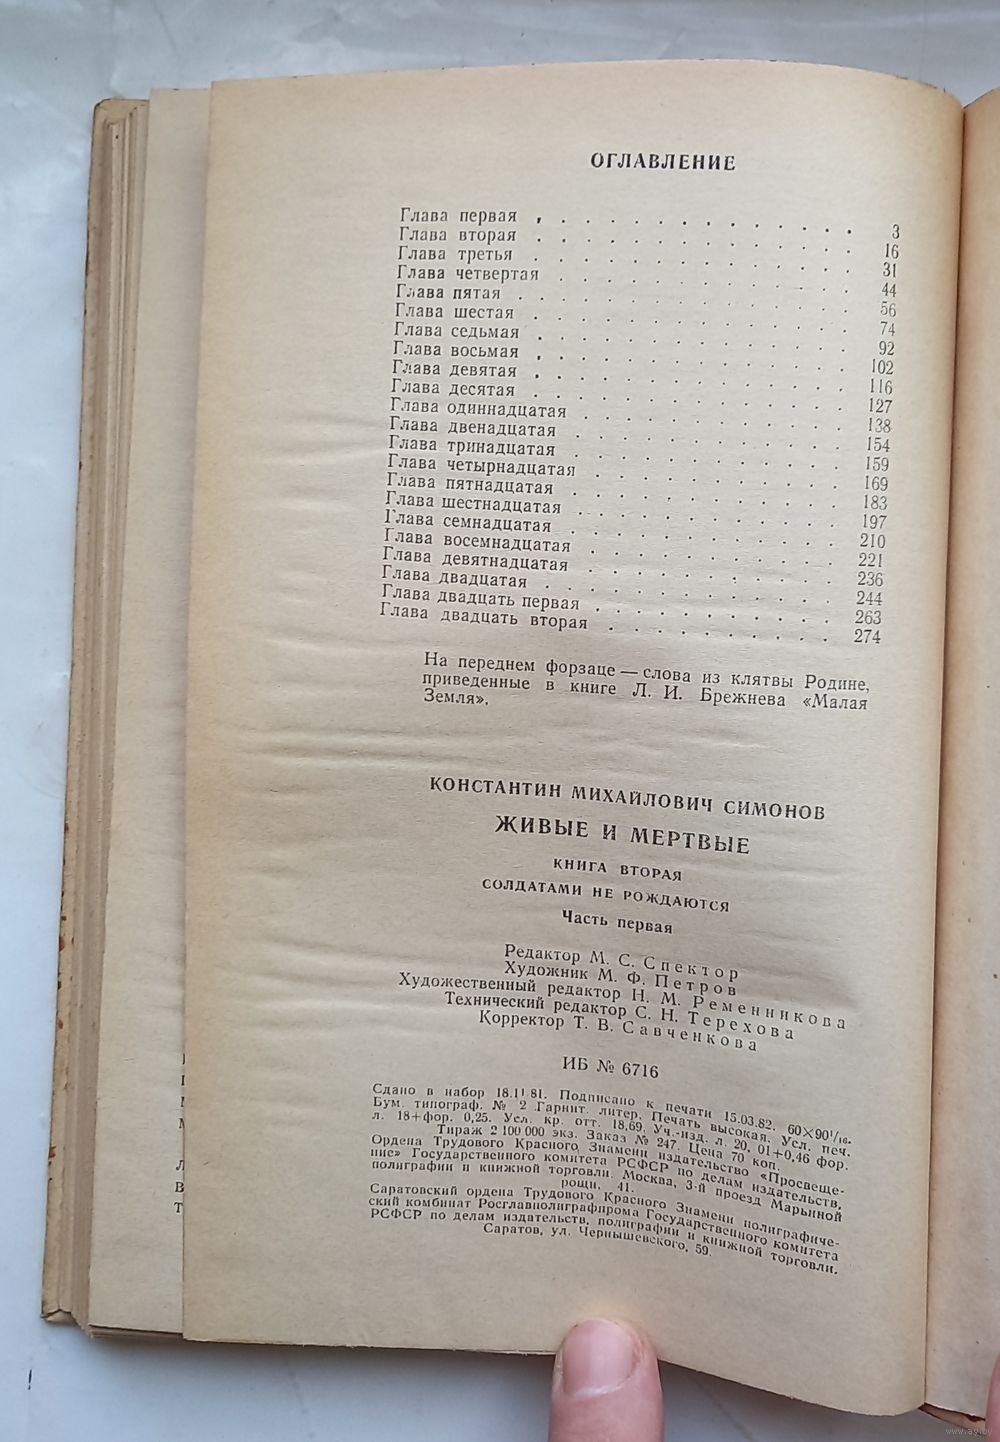 ОГЛАВЛЕНИЕ
Глава первая . . . . . . . . . . . . . 3
Глава вторая . . . . . . . . . . . . . 16
Глава третья . . . . . . . . . . . . . 31
Глава четвертая . . . . . . . . . . . . 44
Глава пятая . . . . . . . . . . . . . . 56
Глава шестая . . . . . . . . . . . . . 74
Глава седьмая . . . . . . . . . . . . . 92
Глава восьмая . . . . . . . . . . . . . 102
Глава девятая . . . . . . . . . . . . . 116
Глава десятая . . . . . . . . . . . . . 127
Глава одиннадцатая . . . . . . . . . . . 138
Глава двенадцатая . . . . . . . . . . . 154
Глава тринадцатая . . . . . . . . . . . 159
Глава четырнадцатая . . . . . . . . . . 169
Глава пятнадцатая . . . . . . . . . . . 183
Глава шестнадцатая . . . . . . . . . . . 197
Глава семнадцатая . . . . . . . . . . . 210
Глава восемнадцатая . . . . . . . . . . 221
Глава девятнадцатая . . . . . . . . . . 236
Глава двадцатая . . . . . . . . . . . . 244
Глава двадцать первая . . . . . . . . . 263
Глава двадцать вторая . . . . . . . . . 274
На переднем форзаце — слова из клятвы Родине,
приведенные в книге Л. И. Брежнева «Малая
Земля».
КОНСТАНТИН МИХАЙЛОВИЧ СИМОНОВ
ЖИВЫЕ И МЕРТВЫЕ
КНИГА ВТОРАЯ
СОЛДАТАМИ НЕ РОЖДАЮТСЯ
Часть первая
Редактор М. С. Спектор
Художник М. Ф. Петров
Художественный редактор Н. М. Ременникова
Технический редактор С. Н. Терехова
Корректор Т. В. Савченкова
ИБ № 6716
Сдано в набор 18.11 81. Подписано к печати 15.03.82. 60×90¹/₁₆.
Бум. типограф. № 2 Гарнит. литер. Печать высокая. Усл. печ.
л. 18+фор. 0,25. Усл. кр. отт. 18,69. Уч.-изд. л. 20, 01+0,46 фор.
Тираж 2 100 000 экз. Заказ № 247 Цена 70 коп.
Ордена Трудового Красного Знамени издательство «Просвеще-
ние» Государственного комитета РСФСР по делам издательств,
полиграфии и книжной торговли. Москва, 3-й проезд Марьиной
рощи, 41.
Саратовский ордена Трудового Красного Знамени полиграфиче-
ский комбинат Росглавполиграфпрома Государственного комитета
РСФСР по делам издательств, полиграфии и книжной торговли.
Саратов, ул. Чернышевского, 59.
www.ay.by